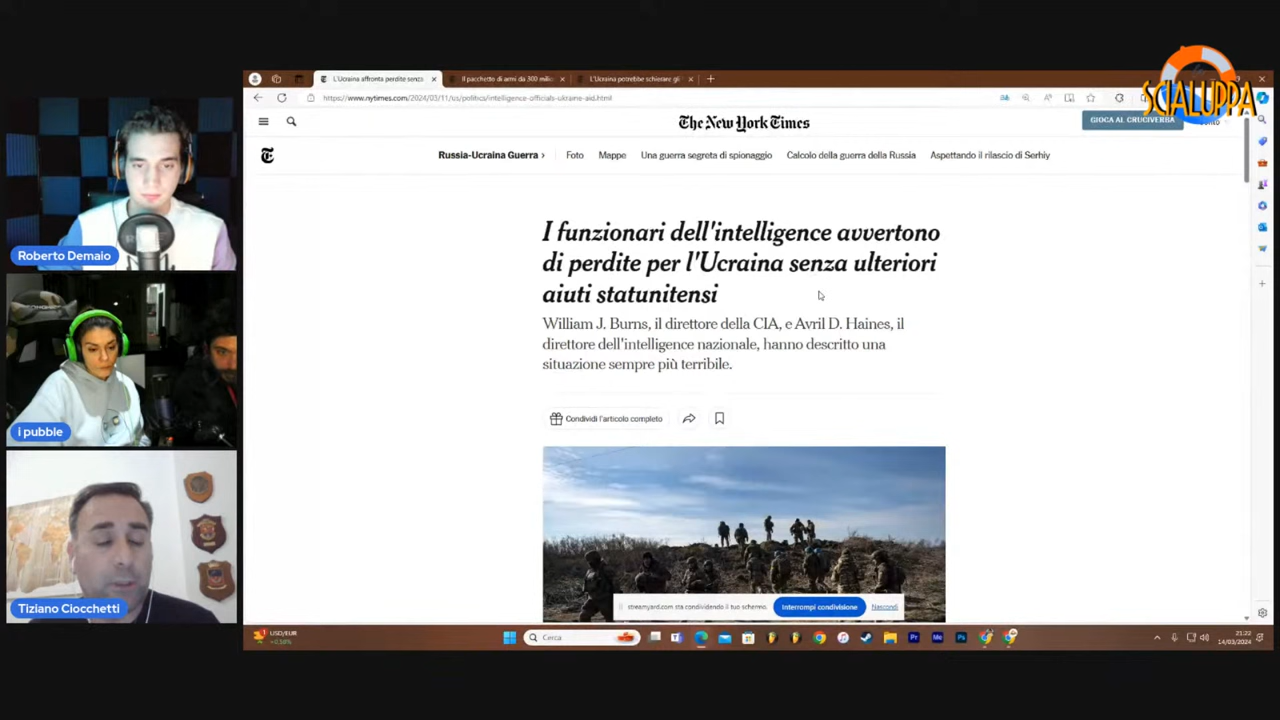 SCIALUPPA
L'Ucraina affronta perdite senza
Il pacchetto di armi da 300 milio
L'Ucraina potrebbe schierare gli
https://www.nytimes.com/2024/03/11/us/politics/intelligence-officials-ukraine-aid.html
The New York Times
GIOCA AL CRUCIVERBA
Russia-Ucraina Guerra › Foto Mappe Una guerra segreta di spionaggio Calcolo della guerra della Russia Aspettando il rilascio di Serhiy
I funzionari dell'intelligence avvertono
di perdite per l'Ucraina senza ulteriori
aiuti statunitensi
William J. Burns, il direttore della CIA, e Avril D. Haines, il
direttore dell'intelligence nazionale, hanno descritto una
situazione sempre più terribile.
Condividi l'articolo completo
Roberto Demaio
i pubble
Tiziano Ciocchetti
streamyard.com sta condividendo il tuo schermo.
Interrompi condivisione
Nascondi
USD/EUR
Cerca
14/03/2024